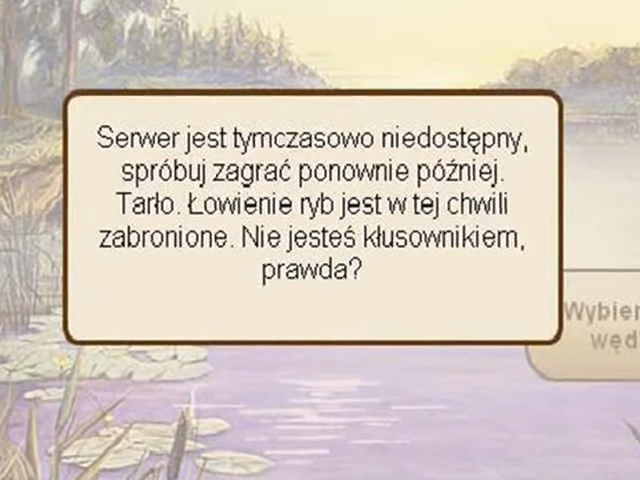 Serwer jest tymczasowo niedostępny,
spróbuj zagrać ponownie później.
Tarło. Łowienie ryb jest w tej chwili
zabronione. Nie jesteś kłusownikiem,
prawda?